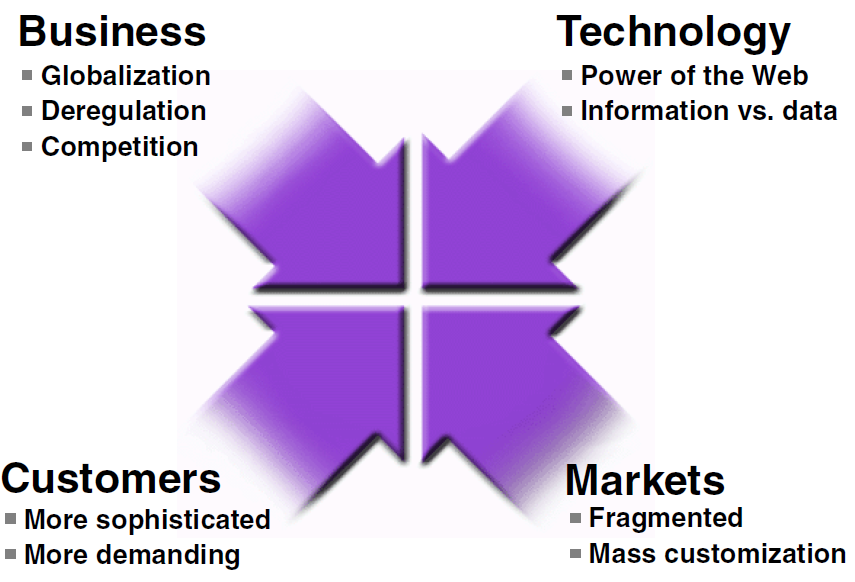 Business
▪ Globalization
▪ Deregulation
▪ Competition
Technology
▪ Power of the Web
▪ Information vs. data
Customers
▪ More sophisticated
▪ More demanding
Markets
▪ Fragmented
▪ Mass customization